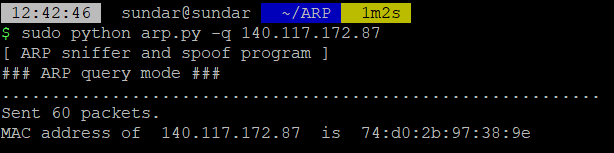 12:42:46 sundar@sundar ~/ARP 1m2s
$ sudo python arp.py -q 140.117.172.87
[ ARP sniffer and spoof program ]
### ARP query mode ###
............................................................
Sent 60 packets.
MAC address of  140.117.172.87  is  74:d0:2b:97:38:9e